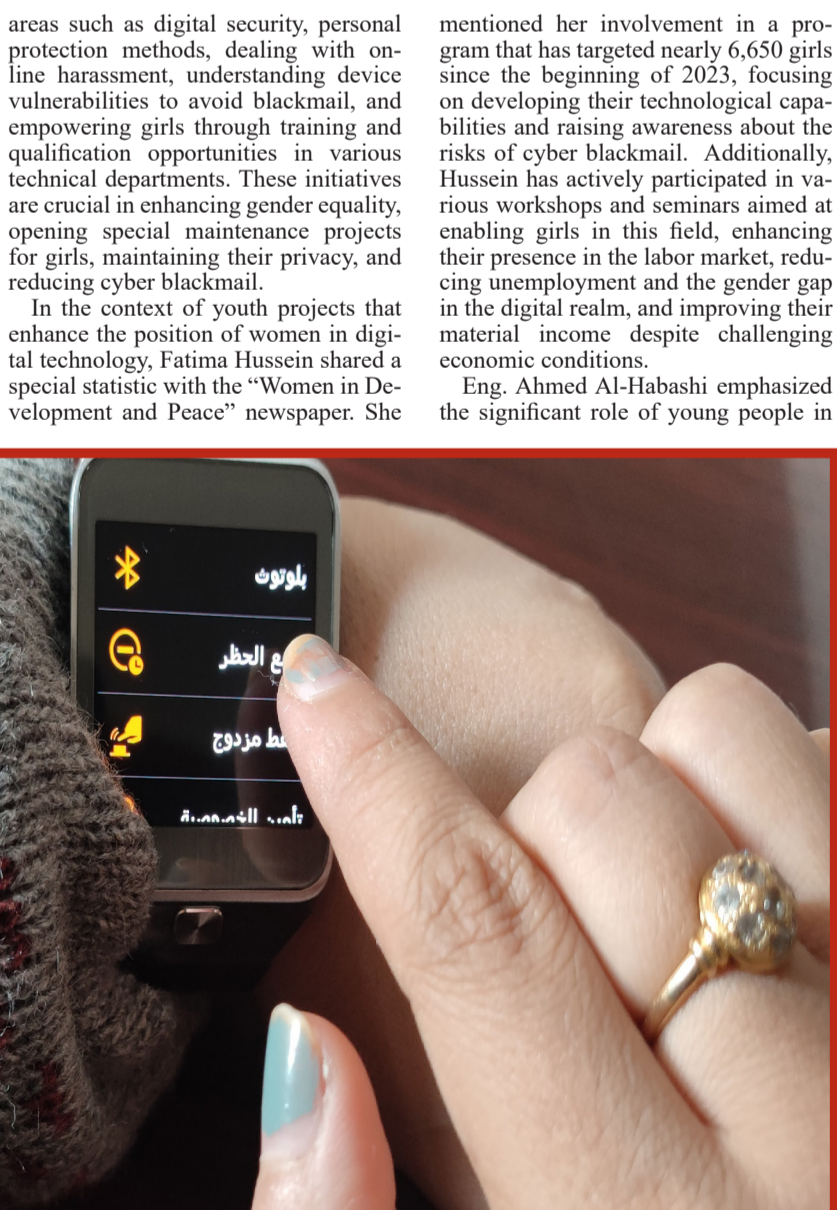 areas such as digital security, personal
protection methods, dealing with on-
line harassment, understanding device
vulnerabilities to avoid blackmail, and
empowering girls through training and
qualification opportunities in various
technical departments. These initiatives
are crucial in enhancing gender equality,
opening special maintenance projects
for girls, maintaining their privacy, and
reducing cyber blackmail.
In the context of youth projects that
enhance the position of women in digi-
tal technology, Fatima Hussein shared a
special statistic with the “Women in De-
velopment and Peace” newspaper. She
mentioned her involvement in a pro-
gram that has targeted nearly 6,650 girls
since the beginning of 2023, focusing
on developing their technological capa-
bilities and raising awareness about the
risks of cyber blackmail. Additionally,
Hussein has actively participated in va-
rious workshops and seminars aimed at
enabling girls in this field, enhancing
their presence in the labor market, redu-
cing unemployment and the gender gap
in the digital realm, and improving their
material income despite challenging
economic conditions.
Eng. Ahmed Al-Habashi emphasized
the significant role of young people in
بلوتوث
الحظر
مزدوج